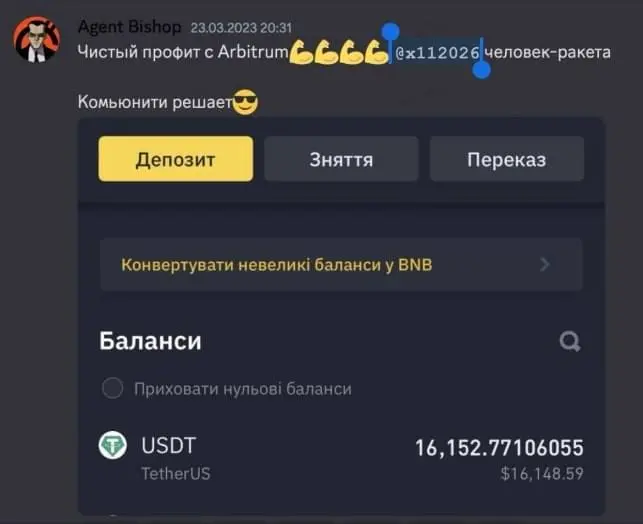 Agent Bishop 23.03.2023 20:31
Чистый профит с Arbitrum💪💪💪💪 @x112026 человек-ракета
Комьюнити решает😎
Депозит Зняття Переказ
Конвертувати невеликі баланси у BNB
Баланси
Приховати нульові баланси
USDT 16,152.77106055
TetherUS $16,148.59